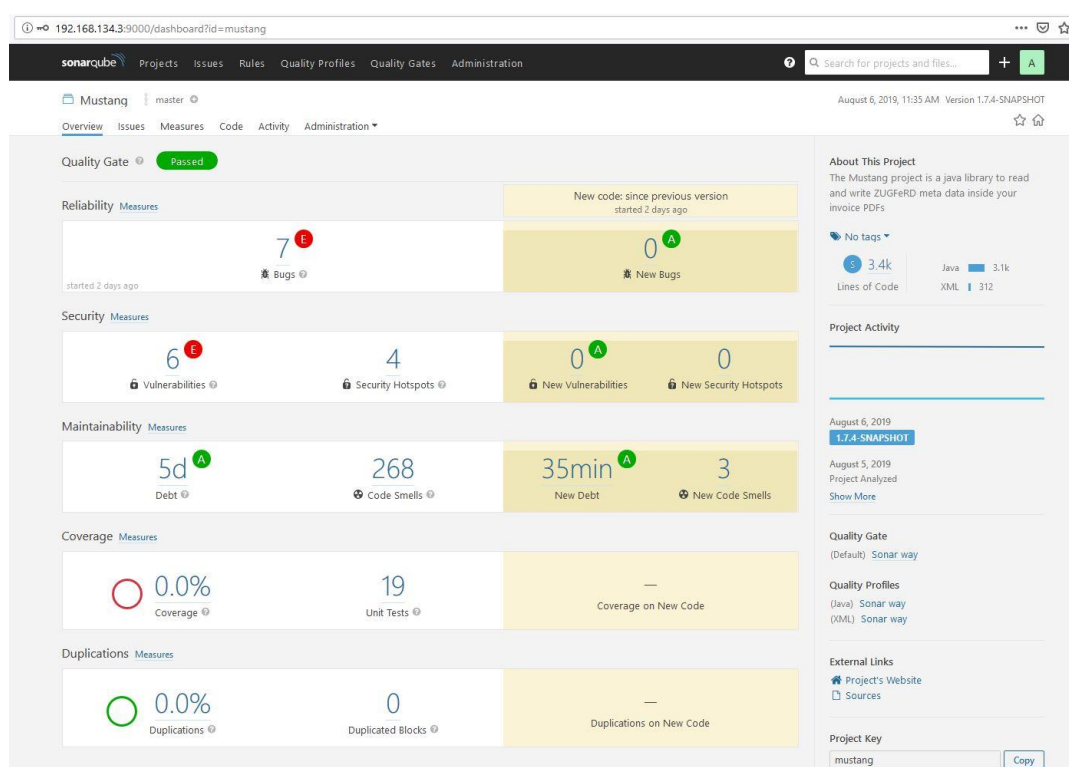 192.168.134.3:9000/dashboard?id=mustang
sonarqube Projects Issues Rules Quality Profiles Quality Gates Administration ? Search for projects and files... + A
Mustang master August 6, 2019, 11:35 AM Version 1.7.4-SNAPSHOT
Overview Issues Measures Code Activity Administration
Quality Gate Passed
New code: since previous version
started 2 days ago
Reliability Measures
7 E
Bugs
started 2 days ago
0 A
New Bugs
Security Measures
6 E
Vulnerabilities
4
Security Hotspots
0 A
New Vulnerabilities
0
New Security Hotspots
Maintainability Measures
5d A
Debt
268
Code Smells
35min A
New Debt
3
New Code Smells
Coverage Measures
0.0%
Coverage
19
Unit Tests
—
Coverage on New Code
Duplications Measures
0.0%
Duplications
0
Duplicated Blocks
—
Duplications on New Code
About This Project
The Mustang project is a java library to read
and write ZUGFeRD meta data inside your
invoice PDFs
No tags
S 3.4k
Lines of Code
Java 3.1k
XML 312
Project Activity
August 6, 2019
1.7.4-SNAPSHOT
August 5, 2019
Project Analyzed
Show More
Quality Gate
(Default) Sonar way
Quality Profiles
(Java) Sonar way
(XML) Sonar way
External Links
Project's Website
Sources
Project Key
mustang Copy